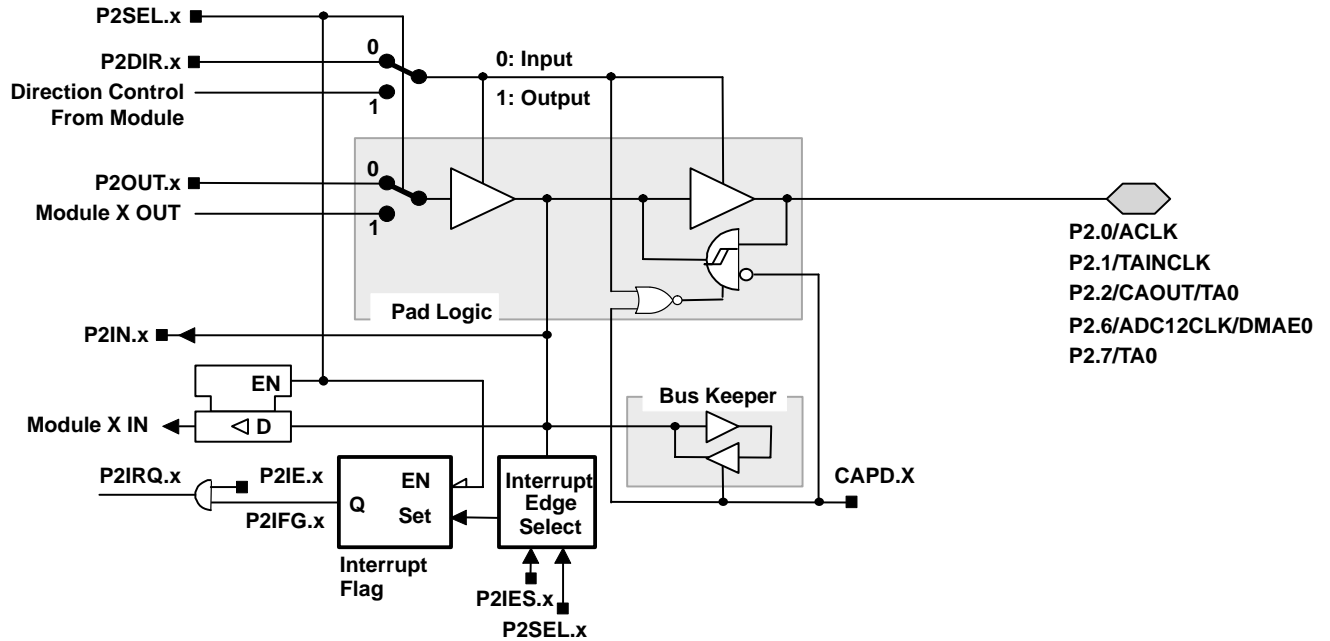 P2SEL.x
P2DIR.x
0
0: Input
Direction Control
From Module
1
1: Output
P2OUT.x
0
Module X OUT
1
P2.0/ACLK
P2.1/TAINCLK
P2.2/CAOUT/TA0
P2.6/ADC12CLK/DMAE0
P2.7/TA0
Pad Logic
P2IN.x
EN
Bus Keeper
Module X IN
D
P2IRQ.x
P2IE.x
P2IFG.x
Q
EN
Set
Interrupt
Edge
Select
CAPD.X
Interrupt
Flag
P2IES.x
P2SEL.x